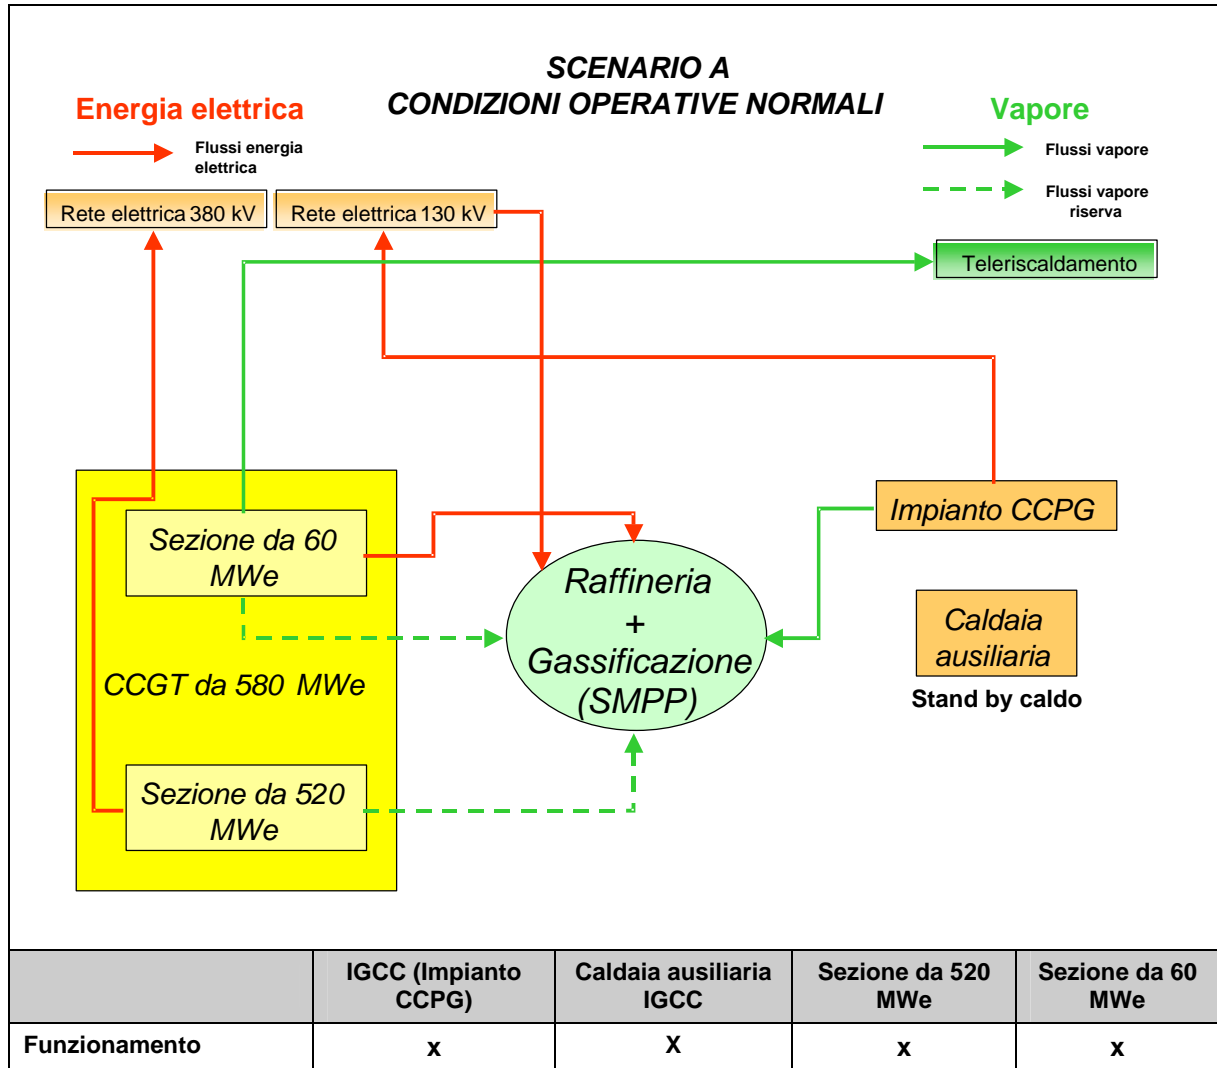 SCENARIO A
CONDIZIONI OPERATIVE NORMALI
Energia elettrica
Flussi energia
elettrica
Vapore
Flussi vapore
Flussi vapore
riserva
Rete elettrica 380 kV
Rete elettrica 130 kV
Teleriscaldamento
Sezione da 60
MWe
CCGT da 580 MWe
Sezione da 520
MWe
Raffineria
+
Gassificazione
(SMPP)
Impianto CCPG
Caldaia
ausiliaria
Stand by caldo
IGCC (Impianto
CCPG)
Caldaia ausiliaria
IGCC
Sezione da 520
MWe
Sezione da 60
MWe
Funzionamento
x
X
x
x